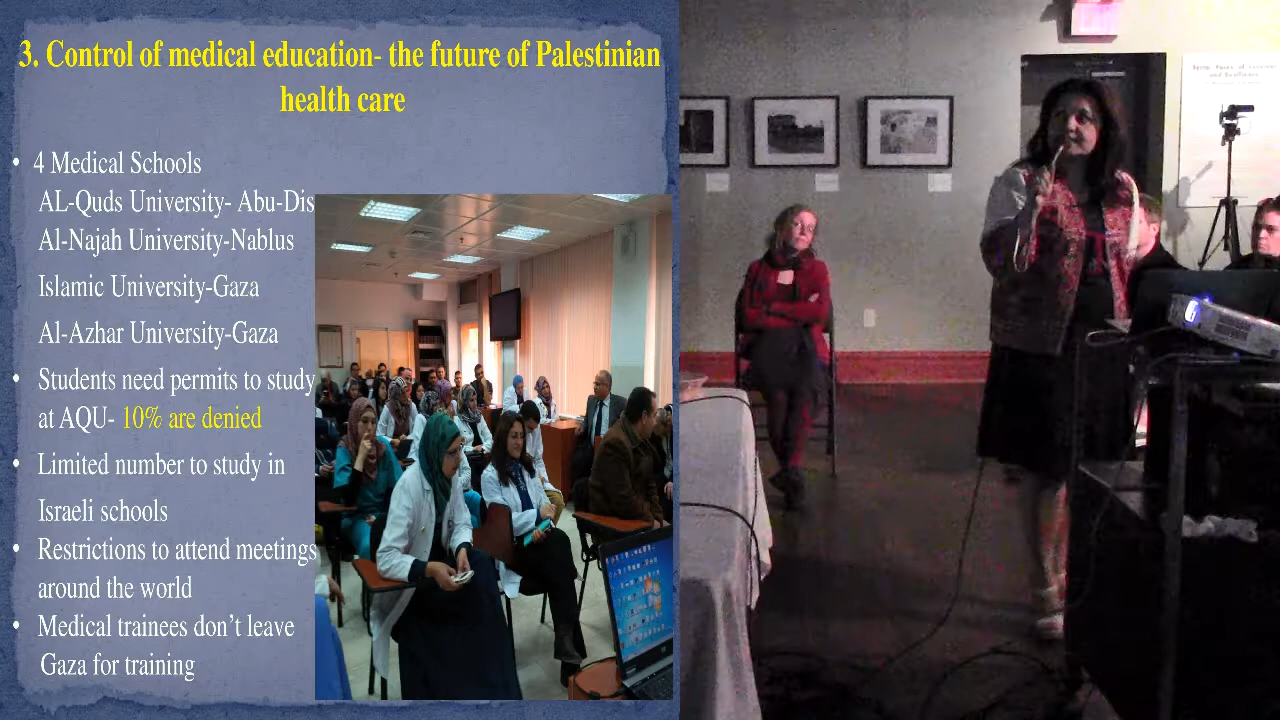 3. Control of medical education- the future of Palestinian
health care
• 4 Medical Schools
AL-Quds University- Abu-Dis
Al-Najah University-Nablus
Islamic University-Gaza
Al-Azhar University-Gaza
• Students need permits to study
at AQU- 10% are denied
• Limited number to study in
Israeli schools
• Restrictions to attend meetings
around the world
• Medical trainees don't leave
Gaza for training